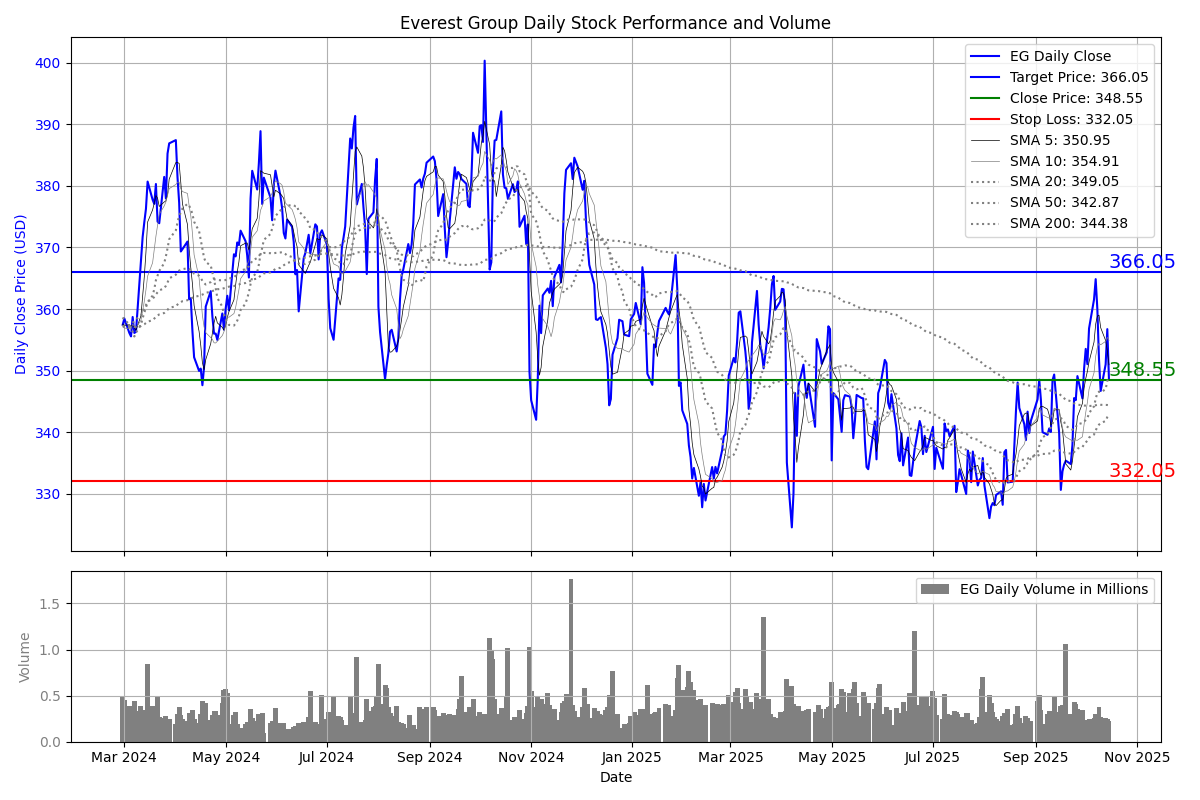 Everest Group Daily Stock Performance and Volume
Daily Close Price (USD)
400
390
380
370
360
350
340
330
EG Daily Close
Target Price: 366.05
Close Price: 348.55
Stop Loss: 332.05
SMA 5: 350.95
SMA 10: 354.91
SMA 20: 349.05
SMA 50: 342.87
SMA 200: 344.38
366.05
348.55
332.05
Volume
1.5
1.0
0.5
0.0
EG Daily Volume in Millions
Mar 2024 May 2024 Jul 2024 Sep 2024 Nov 2024 Jan 2025 Mar 2025 May 2025 Jul 2025 Sep 2025 Nov 2025
Date